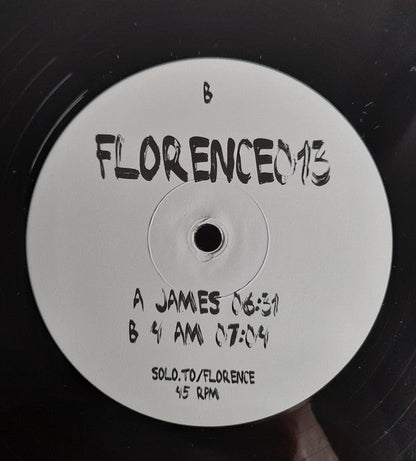 B
FLORENCE013
A JAMES 06:31
B 4 AM 07:04
SOLO.TO/FLORENCE
45 RPM